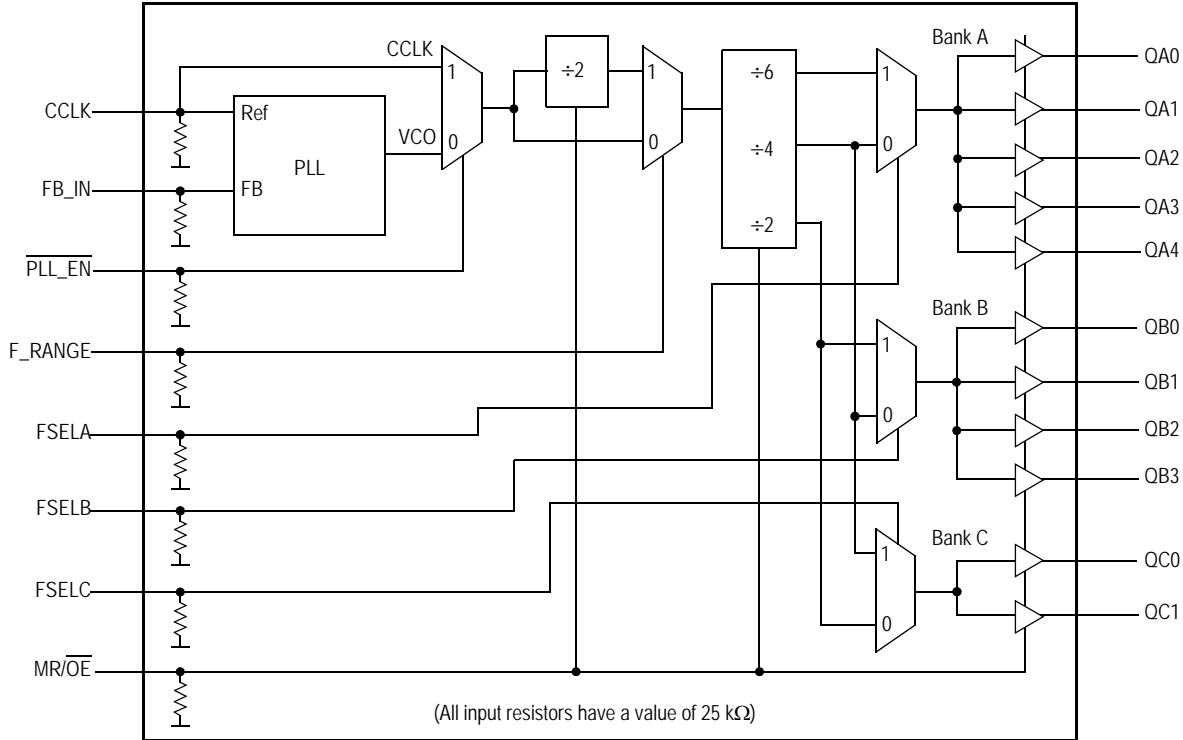 CCLK
FB_IN
PLL_EN
F_RANGE
FSELA
FSELB
FSELC
MR/OE
Ref
FB
PLL
CCLK
VCO
1
0
÷2
1
0
÷6
÷4
÷2
1
0
Bank A
QA0
QA1
QA2
QA3
QA4
1
0
Bank B
QB0
QB1
QB2
QB3
1
0
Bank C
QC0
QC1
(All input resistors have a value of 25 kΩ)